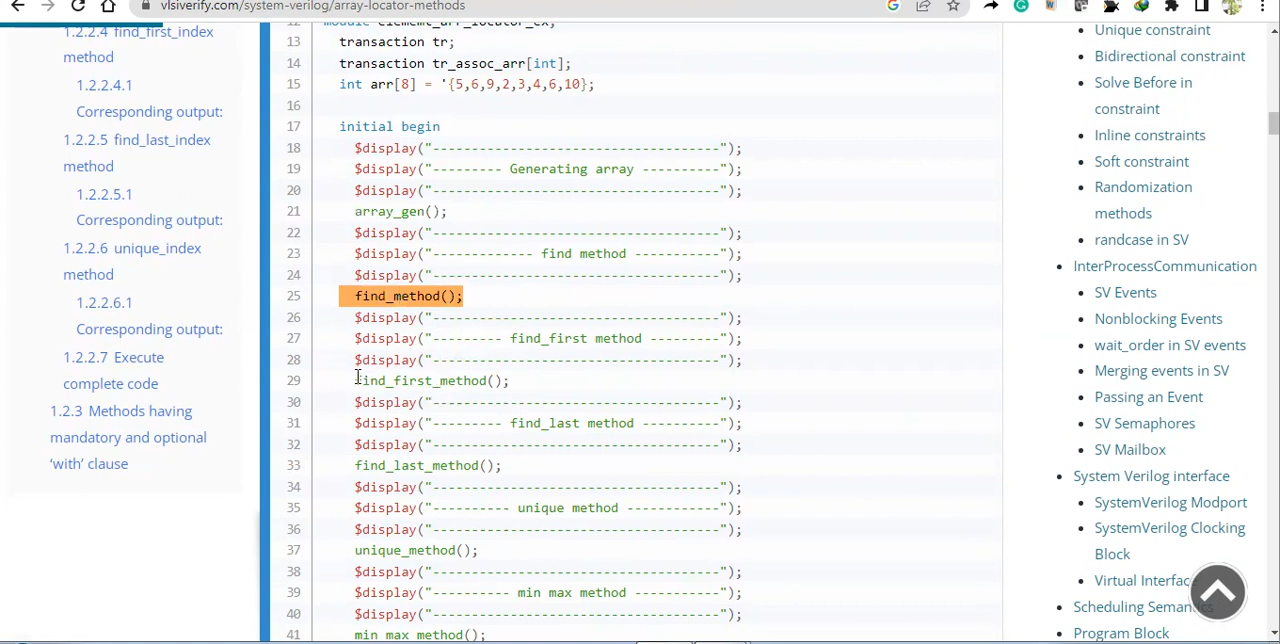 vlsiverify.com/system-verilog/array-locator-methods
1.2.2.4 find_first_index
method
1.2.2.4.1
Corresponding output:
1.2.2.5 find_last_index
method
1.2.2.5.1
Corresponding output:
1.2.2.6 unique_index
method
1.2.2.6.1
Corresponding output:
1.2.2.7 Execute
complete code
1.2.3 Methods having
mandatory and optional
‘with’ clause
12 module element_arr_locator_ex;
13 transaction tr;
14 transaction tr_assoc_arr[int];
15 int arr[8] = '{5,6,9,2,3,4,6,10};
16
17 initial begin
18 $display("-------------------------------------");
19 $display("--------- Generating array ----------");
20 $display("-------------------------------------");
21 array_gen();
22 $display("-------------------------------------");
23 $display("------------- find method -----------");
24 $display("-------------------------------------");
25 find_method();
26 $display("-------------------------------------");
27 $display("--------- find_first method ---------");
28 $display("-------------------------------------");
29 find_first_method();
30 $display("-------------------------------------");
31 $display("--------- find_last method ----------");
32 $display("-------------------------------------");
33 find_last_method();
34 $display("-------------------------------------");
35 $display("---------- unique method ------------");
36 $display("-------------------------------------");
37 unique_method();
38 $display("-------------------------------------");
39 $display("---------- min max method -----------");
40 $display("-------------------------------------");
41 min_max_method();
Unique constraint
Bidirectional constraint
Solve Before in
constraint
Inline constraints
Soft constraint
Randomization
methods
randcase in SV
InterProcessCommunication
SV Events
Nonblocking Events
wait_order in SV events
Merging events in SV
Passing an Event
SV Semaphores
SV Mailbox
System Verilog interface
SystemVerilog Modport
SystemVerilog Clocking
Block
Virtual Interface
Scheduling Semantics
Program Block